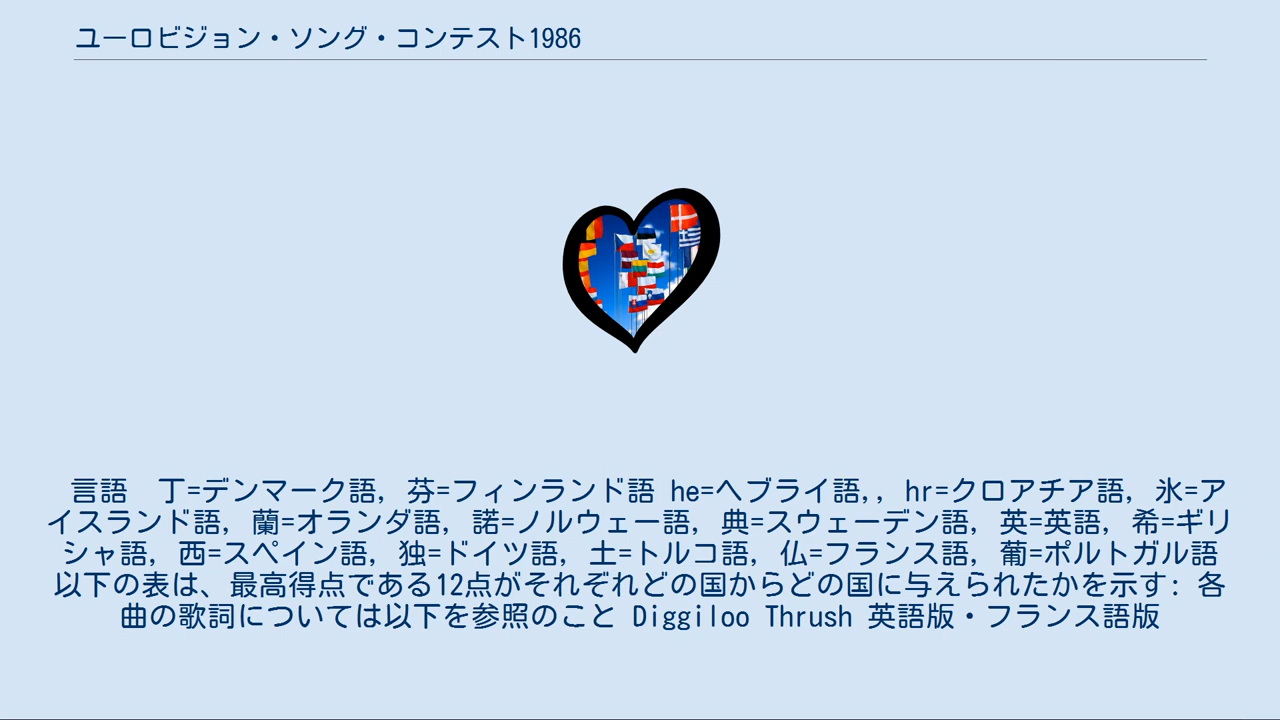 ユーロビジョン・ソング・コンテスト1986
言語　丁=デンマーク語, 芬=フィンランド語 he=ヘブライ語,, hr=クロアチア語, 氷=ア
イスランド語, 蘭=オランダ語, 諾=ノルウェー語, 典=スウェーデン語, 英=英語, 希=ギリ
シャ語, 西=スペイン語, 独=ドイツ語, 土=トルコ語, 仏=フランス語, 葡=ポルトガル語
以下の表は、最高得点である12点がそれぞれどの国からどの国に与えられたかを示す: 各
曲の歌詞については以下を参照のこと Diggiloo Thrush 英語版・フランス語版